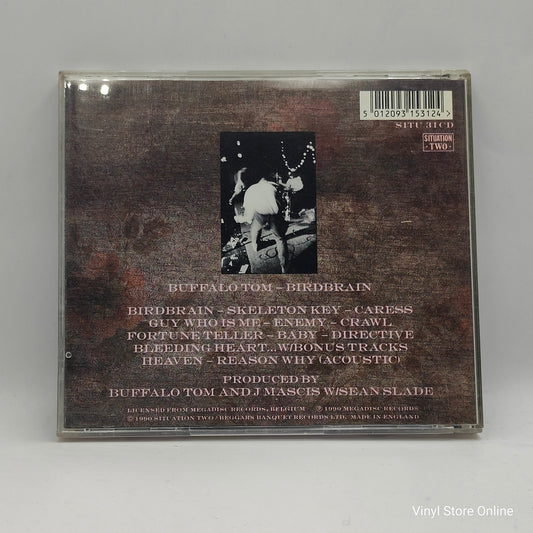 5 012093 153124 >
SITU 31 CD
SITUATION
- TWO -
BUFFALO TOM – BIRDBRAIN
BIRDBRAIN – SKELETON KEY – CARESS
GUY WHO IS ME – ENEMY – CRAWL
FORTUNE TELLER – BABY – DIRECTIVE
BLEEDING HEART...W/BONUS TRACKS
HEAVEN – REASON WHY (ACOUSTIC)
PRODUCED BY
BUFFALO TOM AND J MASCIS W/SEAN SLADE
LICENSED FROM MEGADISC RECORDS, BELGIUM ℗ 1990 MEGADISC RECORDS
© 1990 SITUATION TWO / BEGGARS BANQUET RECORDS LTD. MADE IN ENGLAND
Vinyl Store Online